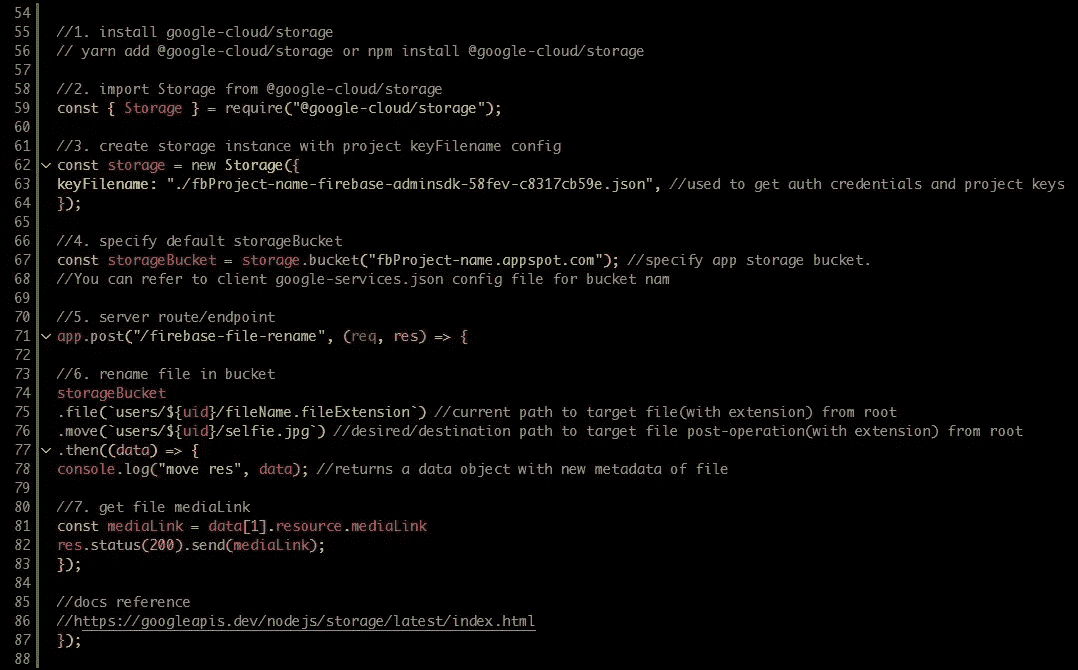 54
55 //1. install google-cloud/storage
56 // yarn add @google-cloud/storage or npm install @google-cloud/storage
57
58 //2. import Storage from @google-cloud/storage
59 const { Storage } = require("@google-cloud/storage");
60
61 //3. create storage instance with project keyFilename config
62 const storage = new Storage({
63 keyFilename: "./fbProject-name-firebase-adminsdk-58fev-c8317cb59e.json", //used to get auth credentials and project keys
64 });
65
66 //4. specify default storageBucket
67 const storageBucket = storage.bucket("fbProject-name.appspot.com"); //specify app storage bucket.
68 //You can refer to client google-services.json config file for bucket nam
69
70 //5. server route/endpoint
71 app.post("/firebase-file-rename", (req, res) => {
72
73 //6. rename file in bucket
74 storageBucket
75 .file(`users/${uid}/fileName.fileExtension`) //current path to target file(with extension) from root
76 .move(`users/${uid}/selfie.jpg`) //desired/destination path to target file post-operation(with extension) from root
77 .then((data) => {
78 console.log("move res", data); //returns a data object with new metadata of file
79
80 //7. get file mediaLink
81 const mediaLink = data[1].resource.mediaLink
82 res.status(200).send(mediaLink);
83 });
84
85 //docs reference
86 //https://googleapis.dev/nodejs/storage/latest/index.html
87 });
88